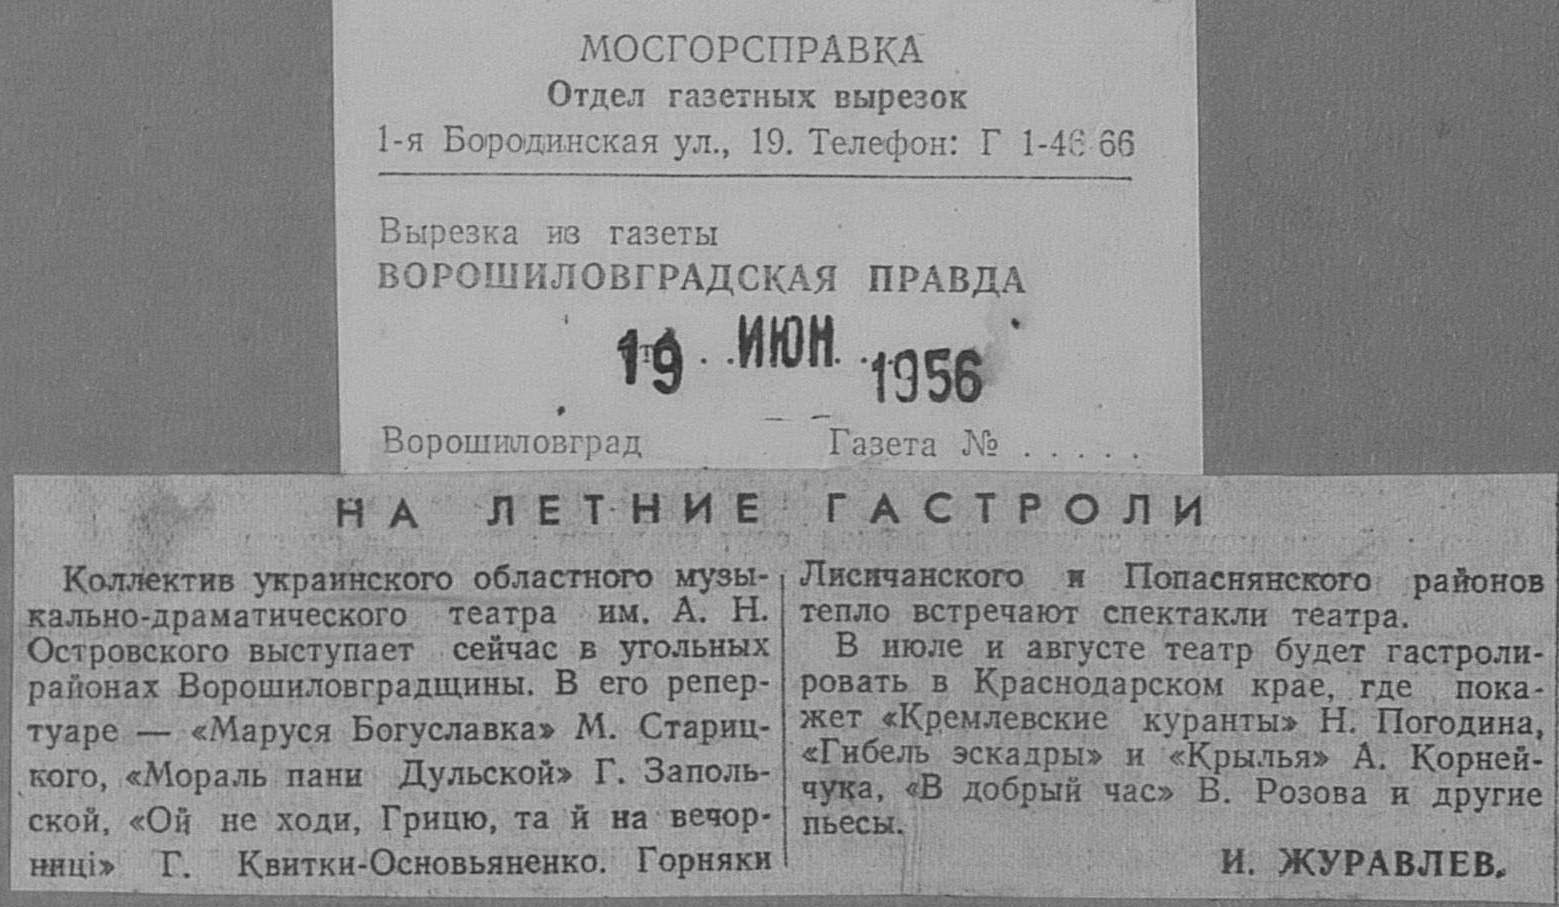 МОСГОРСПРАВКА
Отдел газетных вырезок
1-я Бородинская ул., 19. Телефон: Г 1-46 66
Вырезка из газеты
ВОРОШИЛОВГРАДСКАЯ ПРАВДА
19 . . ИЮН . . 1956
Ворошиловград Газета № . . . . .
НА ЛЕТНИЕ ГАСТРОЛИ
Коллектив украинского областного музы-
кально-драматического театра им. А. Н.
Островского выступает сейчас в угольных
районах Ворошиловградщины. В его репер-
туаре — «Маруся Богуславка» М. Стариц-
кого, «Мораль пани Дульской» Г. Заполь-
ской, «Ой не ходи, Грицю, та й на вечор-
ниці» Г. Квитки-Основьяненко. Горняки
Лисичанского и Попаснянского районов
тепло встречают спектакли театра.
В июле и августе театр будет гастроли-
ровать в Краснодарском крае, где пока-
жет «Кремлевские куранты» Н. Погодина,
«Гибель эскадры» и «Крылья» А. Корней-
чука, «В добрый час» В. Розова и другие
пьесы.
И. ЖУРАВЛЕВ.